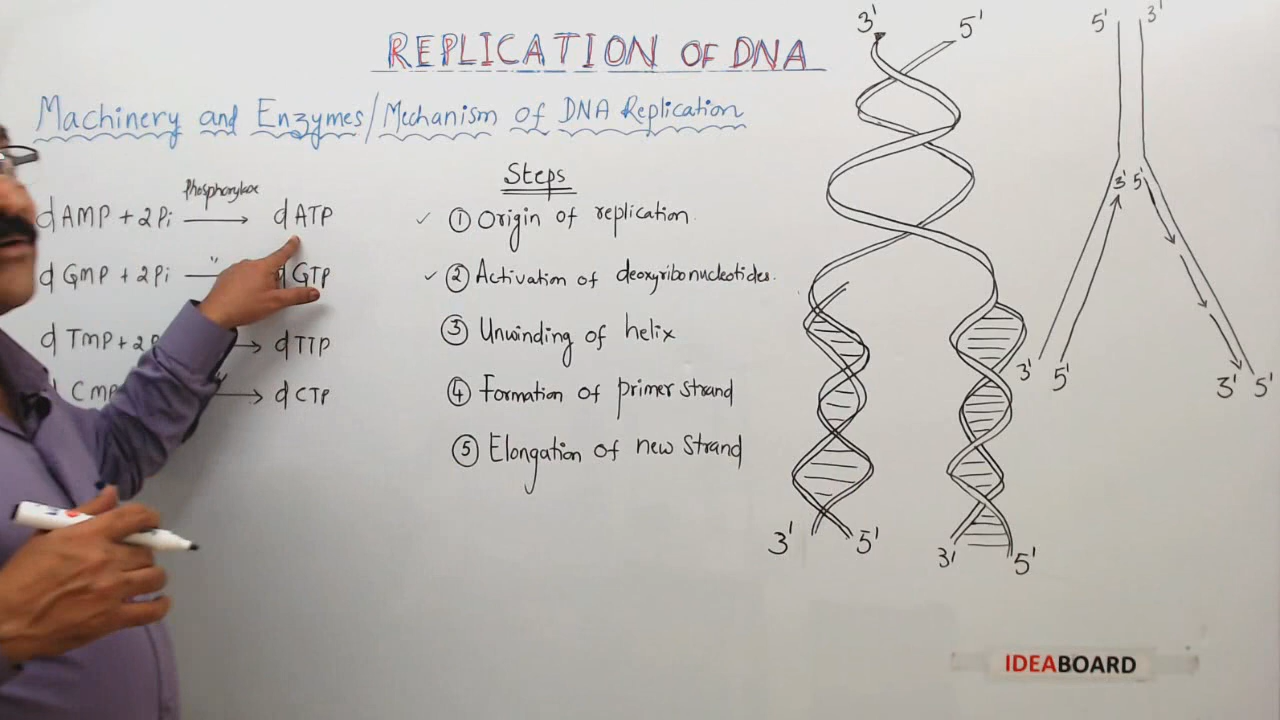 REPLICATION OF DNA
Machinery and Enzymes/Mechanism of DNA Replication
dAMP + 2Pi Phosphorylase → dATP
dGMP + 2Pi " dGTP
dTMP + 2P → dTTP
CMP → dCTP
Steps
✓ ① Origin of replication
✓ ② Activation of deoxyribonucleotides.
③ Unwinding of helix
④ Formation of primer strand
⑤ Elongation of new strand
3' 5'
3' 5'
3' 5'
5' 3'
3' 5'
3' 5'
3' 5'
IDEABOARD